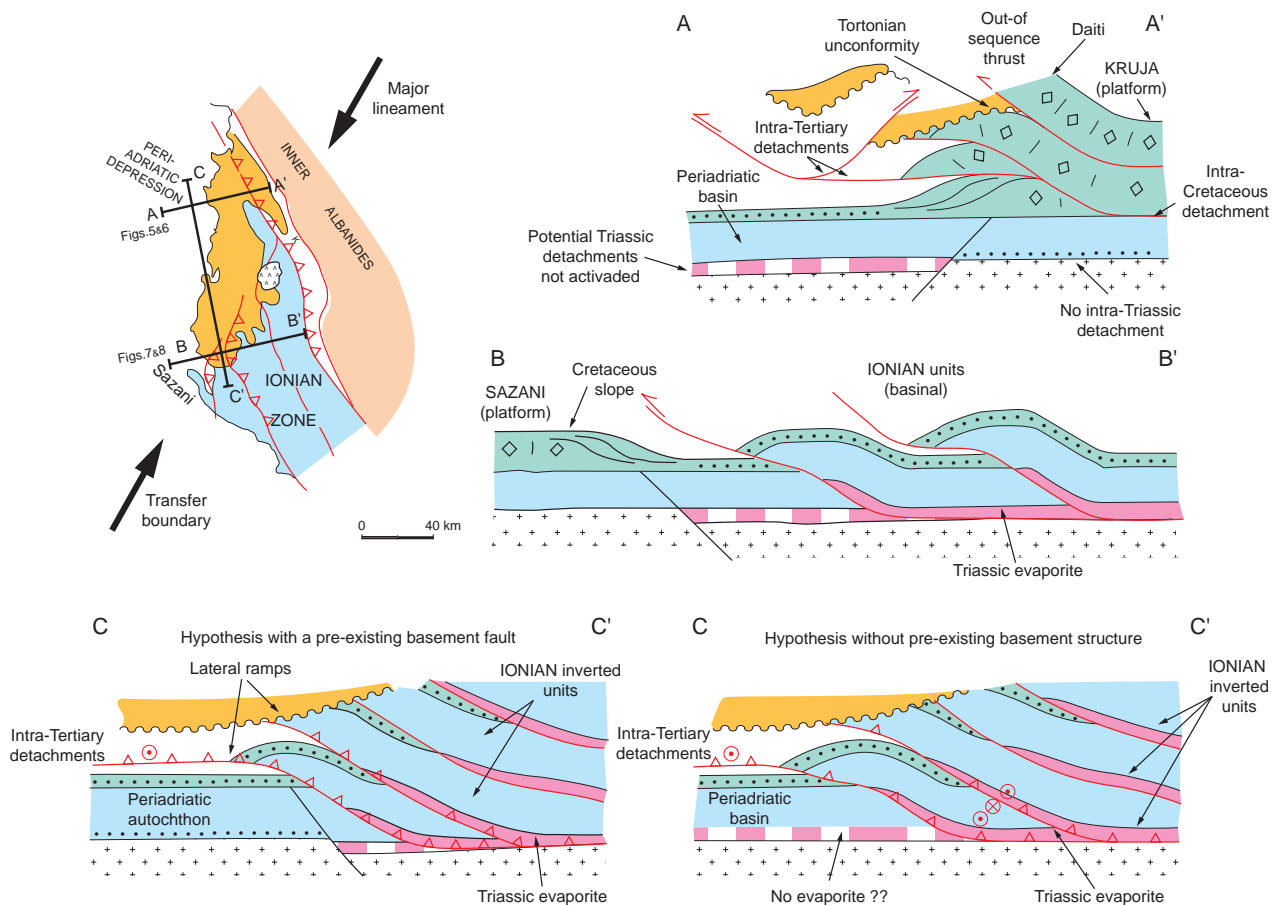 Major
lineament
PERI-
ADRIATIC
DEPRESSION
INNER
ALBANIDES
C
A'
A
Figs.5&6
B'
B
Figs.7&8
Sazani
C'
IONIAN
ZONE
Transfer
boundary
0 40 km
A
A'
Tortonian
unconformity
Out-of
sequence
thrust
Daiti
KRUJA
(platform)
Intra-Tertiary
detachments
Periadriatic
basin
Intra-
Cretaceous
detachment
Potential Triassic
detachments
not activaded
No intra-Triassic
detachment
B
B'
SAZANI
(platform)
Cretaceous
slope
IONIAN units
(basinal)
Triassic evaporite
C
C'
Hypothesis with a pre-existing basement fault
Lateral ramps
IONIAN inverted
units
Intra-Tertiary
detachments
Periadriatic
autochthon
Triassic evaporite
C
C'
Hypothesis without pre-existing basement structure
IONIAN
inverted
units
Intra-Tertiary
detachments
Periadriatic
basin
No evaporite ??
Triassic evaporite